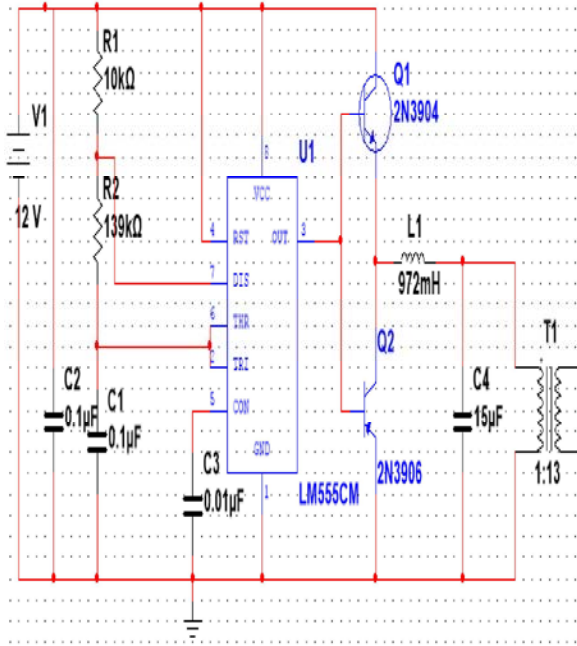 R1
10kΩ
Q1
2N3904
V1
U1
8
VCC
R2
139kΩ
12 V
4
RST
OUT
3
L1
972mH
7
DIS
6
THR
T1
2
TRI
Q2
C2
0.1µF
C1
0.1µF
5
CON
C4
15µF
GND
C3
0.01µF
1
LM555CM
2N3906
1:13